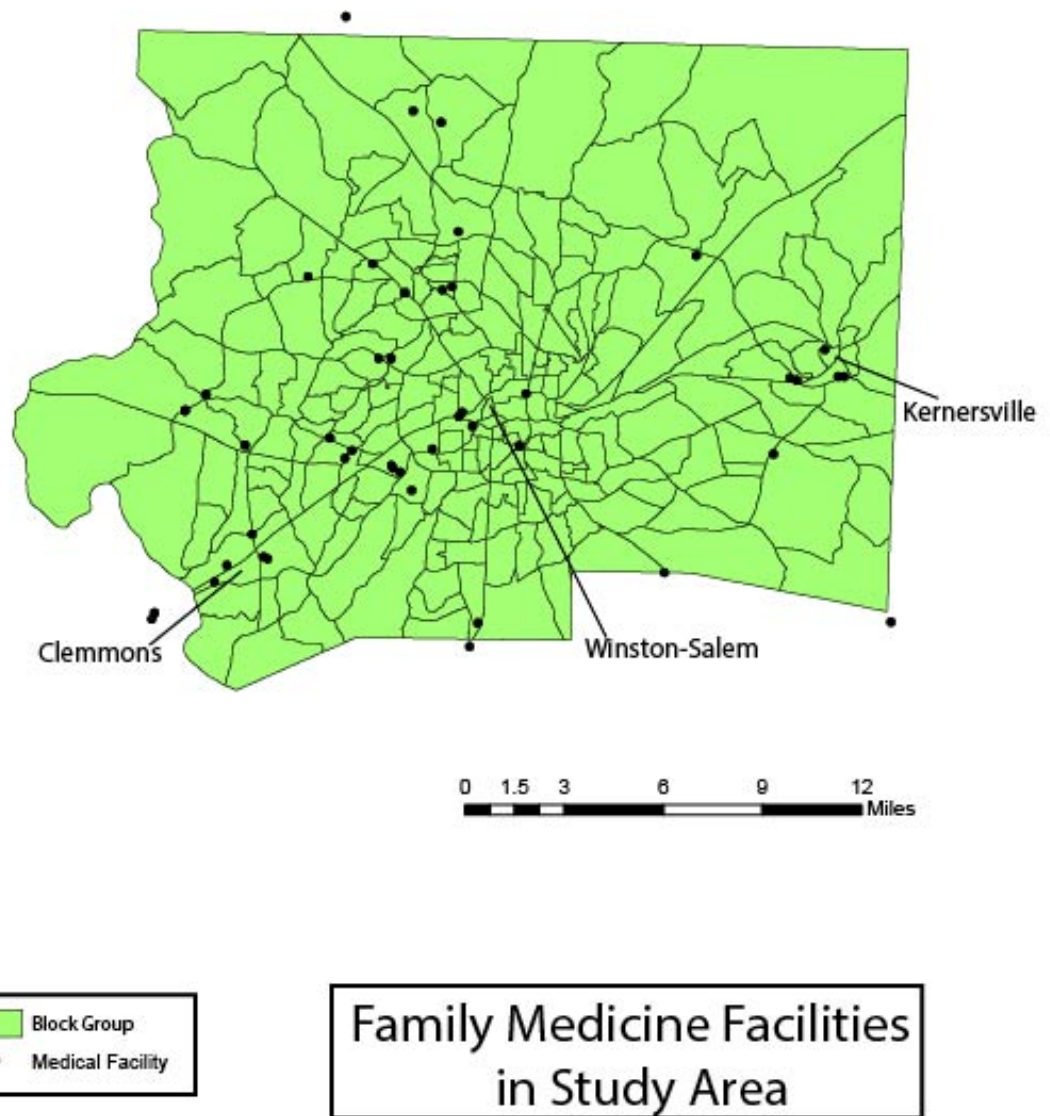 Kernersville
Clemmons
Winston-Salem
0 1.5 3 6 9 12
Miles
Block Group
Medical Facility
Family Medicine Facilities
in Study Area